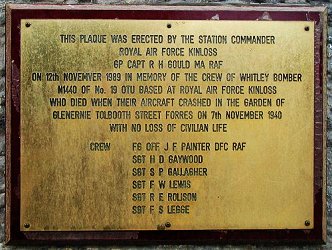 THIS PLAQUE WAS ERECTED BY THE STATION COMMANDER
ROYAL AIR FORCE KINLOSS
GP CAPT R H GOULD MA RAF
ON 12th NOVEMVER 1989 IN MEMORY OF THE CREW OF WHITLEY BOMBER
M1440 OF No. 19 OTU BASED AT ROYAL AIR FORCE KINLOSS
WHO DIED WHEN THEIR AIRCRAFT CRASHED IN THE GARDEN OF
GLENERNIE TOLBOOTH STREET FORRES ON 7th NOVEMBER 1940
WITH NO LOSS OF CIVILIAN LIFE
CREW FG OFF J F PAINTER DFC RAF
SGT H D GAYWOOD
SGT S P GALLAGHER
SGT F W LEWIS
SGT R E ROLISON
SGT F S LEGGE